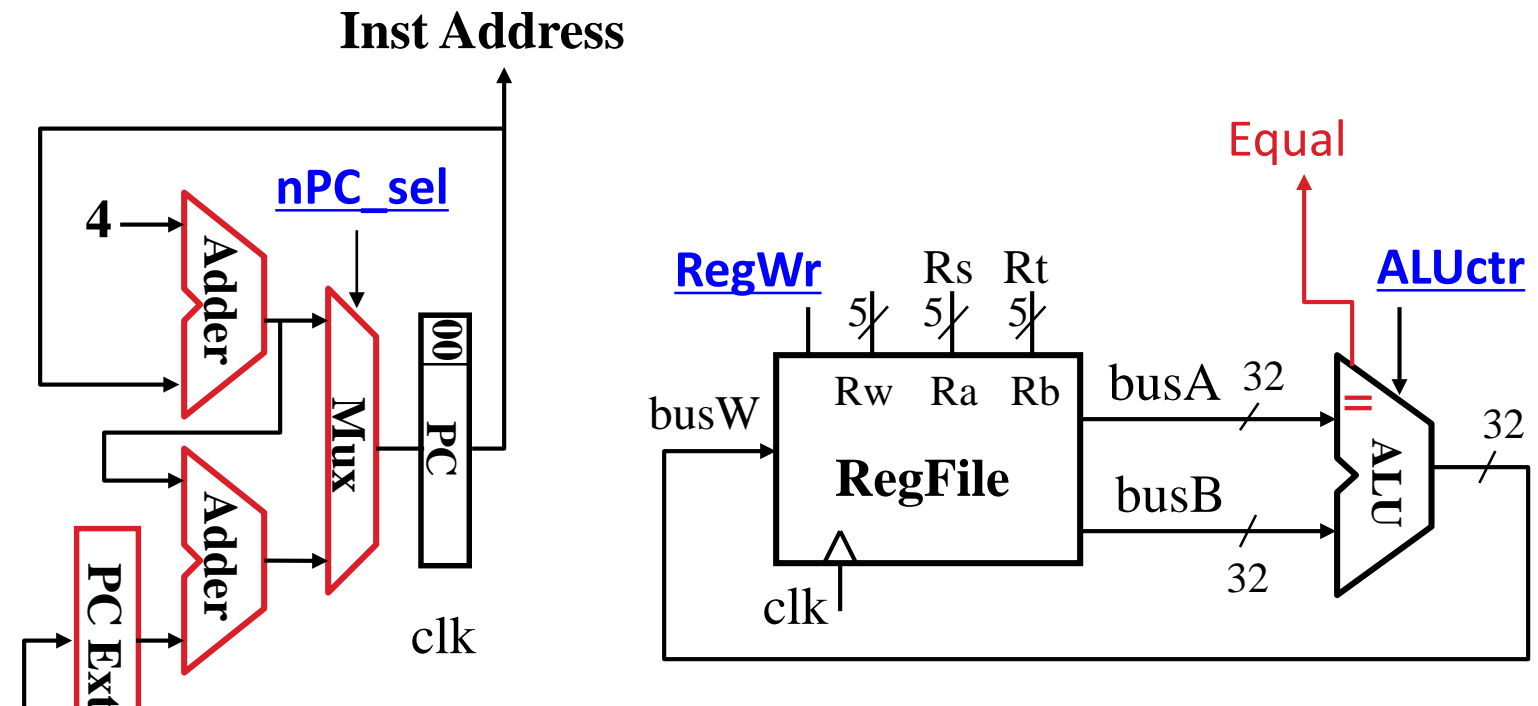 Inst Address
4
Adder
nPC_sel
Mux
00
PC
Adder
PC Ext
clk
Equal
RegWr
Rs
Rt
ALUctr
5
5
5
Rw
Ra
Rb
busW
RegFile
clk
busA
32
busB
32
=
ALU
32